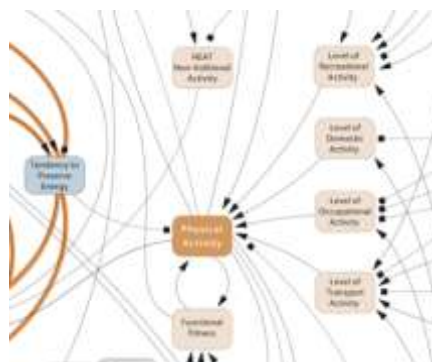 NEAT
Non-Volitional
Activity
Level of
Recreational
Activity
Level of
Domestic
Activity
Tendency to
Preserve
Energy
Level of
Occupational
Activity
Physical
Activity
Level of
Transport
Activity
Functional
Fitness